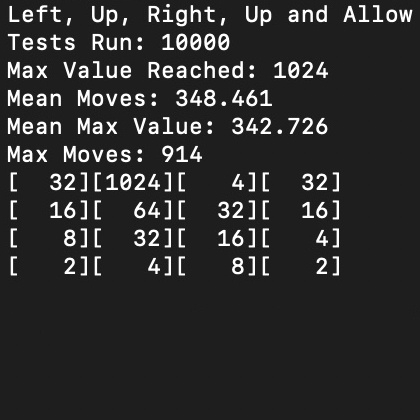 Left, Up, Right, Up and Allow
Tests Run: 10000
Max Value Reached: 1024
Mean Moves: 348.461
Mean Max Value: 342.726
Max Moves: 914
[  32][1024][   4][  32]
[  16][  64][  32][  16]
[   8][  32][  16][   4]
[   2][   4][   8][   2]